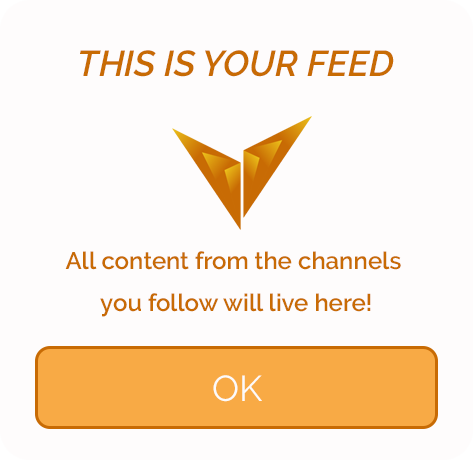 THIS IS YOUR FEED
All content from the channels
you follow will live here!
OK